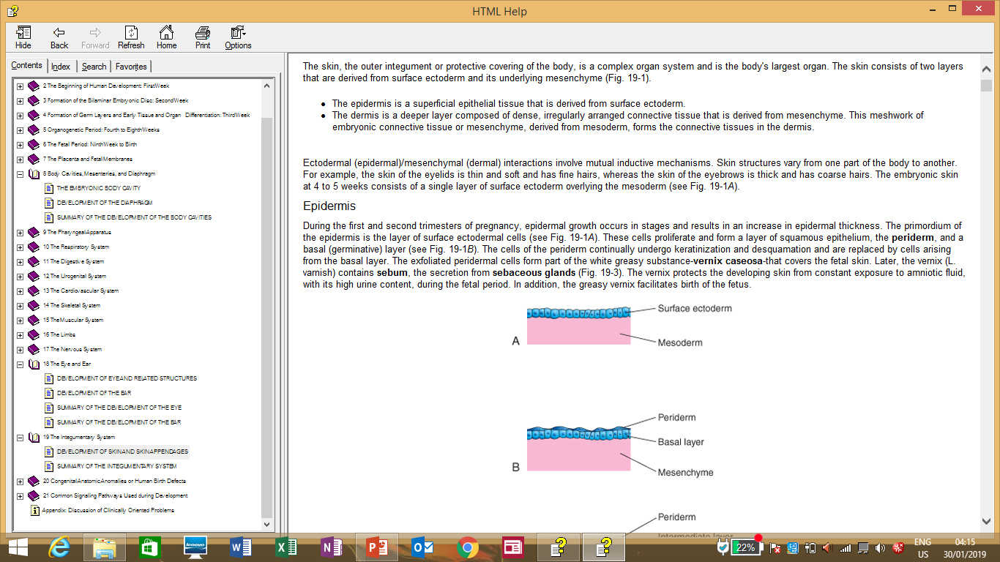 HTML Help
Hide
Back
Forward
Refresh
Home
Print
Options
Contents
Index
Search
Favorites
2 The Beginning of Human Development: FirstWeek
3 Formation of the Bilaminar Embryonic Disc: SecondWeek
4 Formation of Germ Layers and Early Tissue and Organ Differentiation: ThirdWeek
5 Organogenetic Period: Fourth to EighthWeeks
6 The Fetal Period: NinthWeek to Birth
7 The Placenta and Fetal Membranes
8 Body Cavities, Mesenteries, and Diaphragm
THE EMBRYONIC BODY CAVITY
DEVELOPMENT OF THE DIAPHRAGM
SUMMARY OF THE DEVELOPMENT OF THE BODY CAVITIES
9 The Pharyngeal Apparatus
10 The Respiratory System
11 The Digestive System
12 The Urogenital System
13 The Cardiovascular System
14 The Skeletal System
15 The Muscular System
16 The Limbs
17 The Nervous System
18 The Eye and Ear
DEVELOPMENT OF EYE AND RELATED STRUCTURES
DEVELOPMENT OF THE EAR
SUMMARY OF THE DEVELOPMENT OF THE EYE
SUMMARY OF THE DEVELOPMENT OF THE EAR
19 The Integumentary System
DEVELOPMENT OF SKIN AND SKIN APPENDAGES
SUMMARY OF THE INTEGUMENTARY SYSTEM
20 Congenital Anatomic Anomalies or Human Birth Defects
21 Common Signaling Pathways Used during Development
Appendix: Discussion of Clinically Oriented Problems
The skin, the outer integument or protective covering of the body, is a complex organ system and is the body's largest organ. The skin consists of two layers
that are derived from surface ectoderm and its underlying mesenchyme (Fig. 19-1).
• The epidermis is a superficial epithelial tissue that is derived from surface ectoderm.
• The dermis is a deeper layer composed of dense, irregularly arranged connective tissue that is derived from mesenchyme. This meshwork of
embryonic connective tissue or mesenchyme, derived from mesoderm, forms the connective tissues in the dermis.
Ectodermal (epidermal)/mesenchymal (dermal) interactions involve mutual inductive mechanisms. Skin structures vary from one part of the body to another.
For example, the skin of the eyelids is thin and soft and has fine hairs, whereas the skin of the eyebrows is thick and has coarse hairs. The embryonic skin
at 4 to 5 weeks consists of a single layer of surface ectoderm overlying the mesoderm (see Fig. 19-1A).
Epidermis
During the first and second trimesters of pregnancy, epidermal growth occurs in stages and results in an increase in epidermal thickness. The primordium of
the epidermis is the layer of surface ectodermal cells (see Fig. 19-1A). These cells proliferate and form a layer of squamous epithelium, the periderm, and a
basal (germinative) layer (see Fig. 19-1B). The cells of the periderm continually undergo keratinization and desquamation and are replaced by cells arising
from the basal layer. The exfoliated peridermal cells form part of the white greasy substance-vernix caseosa-that covers the fetal skin. Later, the vernix (L.
varnish) contains sebum, the secretion from sebaceous glands (Fig. 19-3). The vernix protects the developing skin from constant exposure to amniotic fluid,
with its high urine content, during the fetal period. In addition, the greasy vernix facilitates birth of the fetus.
Surface ectoderm
A
Mesoderm
Periderm
Basal layer
B
Mesenchyme
Periderm
Intermediate layer
lenovo
22%
ENG
US
04:15
30/01/2019